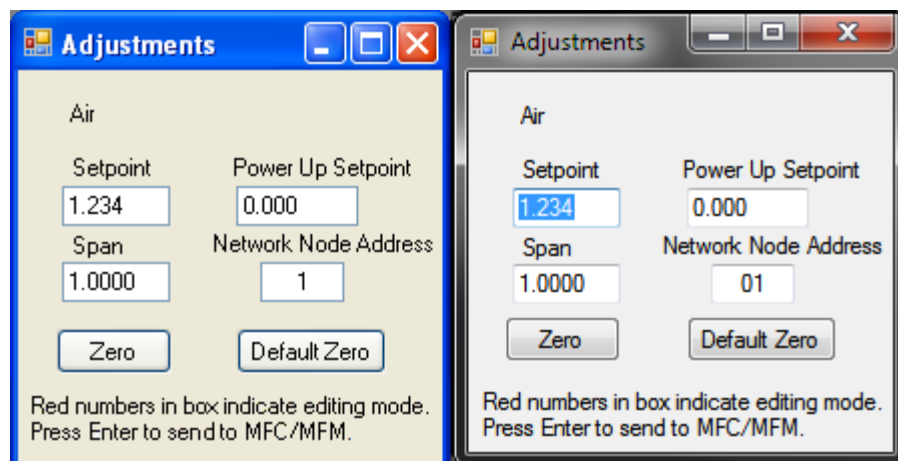 Adjustments
Air
Setpoint Power Up Setpoint
1.234 0.000
Span Network Node Address
1.0000 1
Zero Default Zero
Red numbers in box indicate editing mode.
Press Enter to send to MFC/MFM.
Adjustments
Air
Setpoint Power Up Setpoint
1.234 0.000
Span Network Node Address
1.0000 01
Zero Default Zero
Red numbers in box indicate editing mode.
Press Enter to send to MFC/MFM.